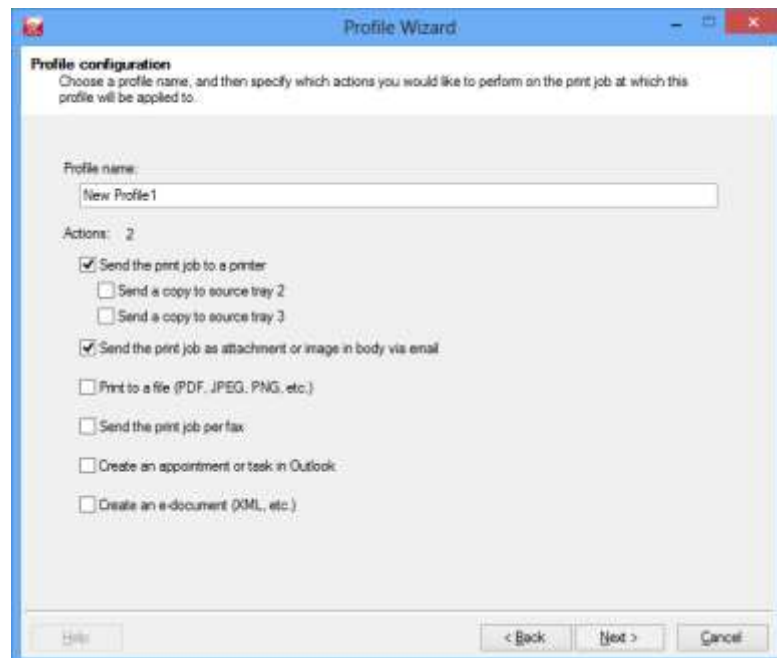 Profile Wizard
Profile configuration
Choose a profile name, and then specify which actions you would like to perform on the print job at which this
profile will be applied to.
Profile name:
New Profile1
Actions: 2
Send the print job to a printer
Send a copy to source tray 2
Send a copy to source tray 3
Send the print job as attachment or image in body via email
Print to a file (PDF, JPEG, PNG, etc.)
Send the print job per fax
Create an appointment or task in Outlook
Create an e-document (XML, etc.)
Help
< Back
Next >
Cancel